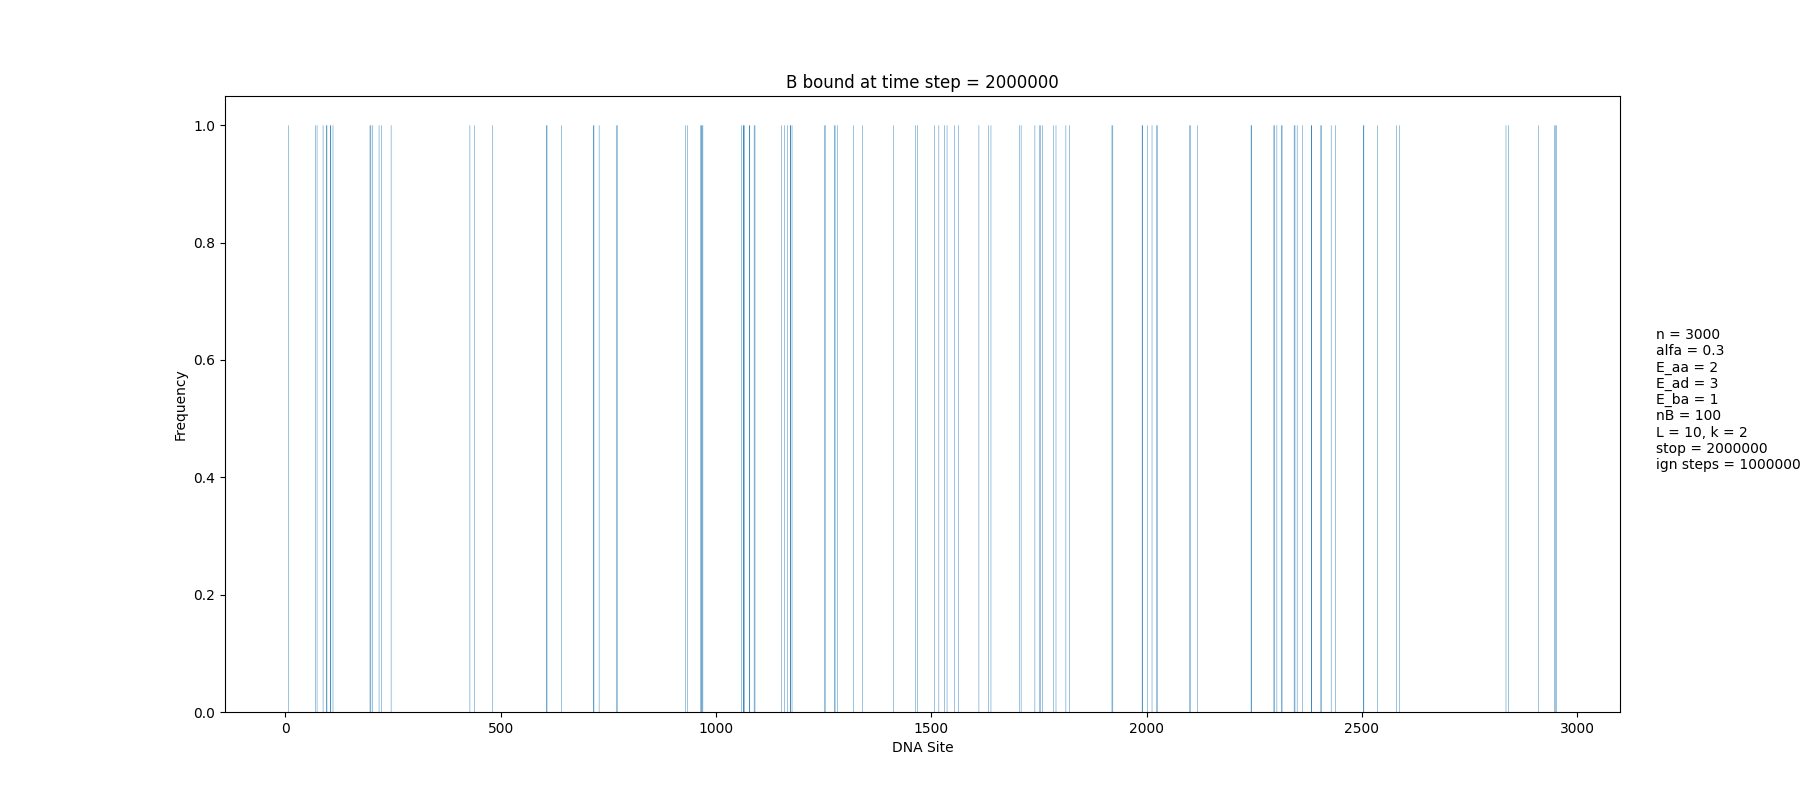 B bound at time step = 2000000
1.0
0.8
0.6
0.4
0.2
0.0
Frequency
0 500 1000 1500 2000 2500 3000
DNA Site
n = 3000
alfa = 0.3
E_aa = 2
E_ad = 3
E_ba = 1
nB = 100
L = 10, k = 2
stop = 2000000
ign steps = 1000000